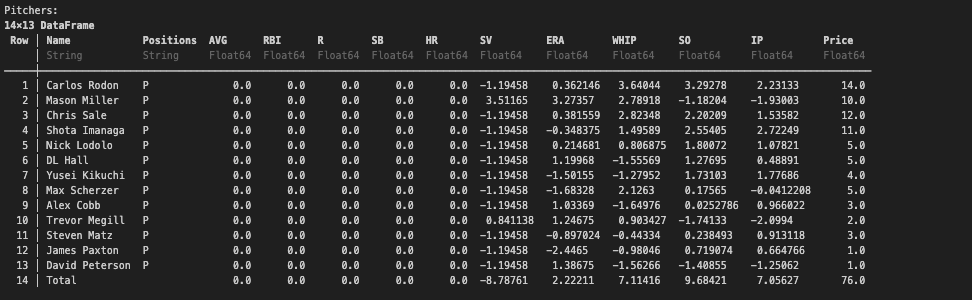 Pitchers:
14×13 DataFrame
Row Name Positions AVG RBI R SB HR SV ERA WHIP SO IP Price
String String Float64 Float64 Float64 Float64 Float64 Float64 Float64 Float64 Float64 Float64 Float64
1 Carlos Rodon P 0.0 0.0 0.0 0.0 0.0 -1.19458 0.362146 3.64044 3.29278 2.23133 14.0
2 Mason Miller P 0.0 0.0 0.0 0.0 0.0 3.51165 3.27357 2.78918 -1.18204 -1.93003 10.0
3 Chris Sale P 0.0 0.0 0.0 0.0 0.0 -1.19458 0.381559 2.82348 2.20209 1.53582 12.0
4 Shota Imanaga P 0.0 0.0 0.0 0.0 0.0 -1.19458 -0.348375 1.49589 2.55405 2.72249 11.0
5 Nick Lodolo P 0.0 0.0 0.0 0.0 0.0 -1.19458 0.214681 0.806875 1.80072 1.07821 5.0
6 DL Hall P 0.0 0.0 0.0 0.0 0.0 -1.19458 1.19968 -1.55569 1.27695 0.48891 5.0
7 Yusei Kikuchi P 0.0 0.0 0.0 0.0 0.0 -1.19458 -1.50155 -1.27952 1.73103 1.77686 4.0
8 Max Scherzer P 0.0 0.0 0.0 0.0 0.0 -1.19458 -1.68328 2.1263 0.17565 -0.0412208 5.0
9 Alex Cobb P 0.0 0.0 0.0 0.0 0.0 -1.19458 1.03369 -1.64976 0.0252786 0.966022 3.0
10 Trevor Megill P 0.0 0.0 0.0 0.0 0.0 0.841138 1.24675 0.903427 -1.74133 -2.0994 2.0
11 Steven Matz P 0.0 0.0 0.0 0.0 0.0 -1.19458 -0.897024 -0.44334 0.238493 0.913118 3.0
12 James Paxton P 0.0 0.0 0.0 0.0 0.0 -1.19458 -2.4465 -0.98046 0.719074 0.664766 1.0
13 David Peterson P 0.0 0.0 0.0 0.0 0.0 -1.19458 1.38675 -1.56266 -1.40855 -1.25062 1.0
14 Total 0.0 0.0 0.0 0.0 0.0 -8.78761 2.22211 7.11416 9.68421 7.05627 76.0